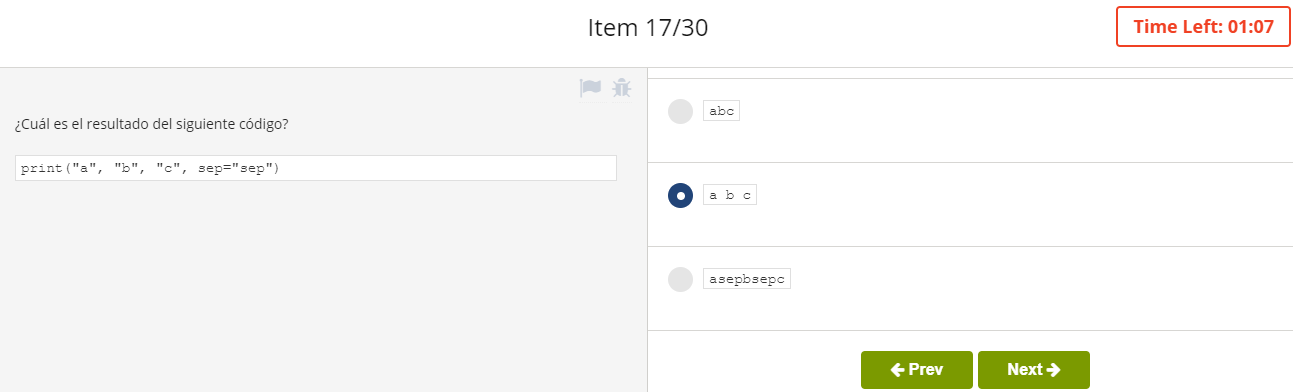 Item 17/30
Time Left: 01:07
¿Cuál es el resultado del siguiente código?
print("a", "b", "c", sep="sep")
abc
a b c
asepbsepc
Prev
Next